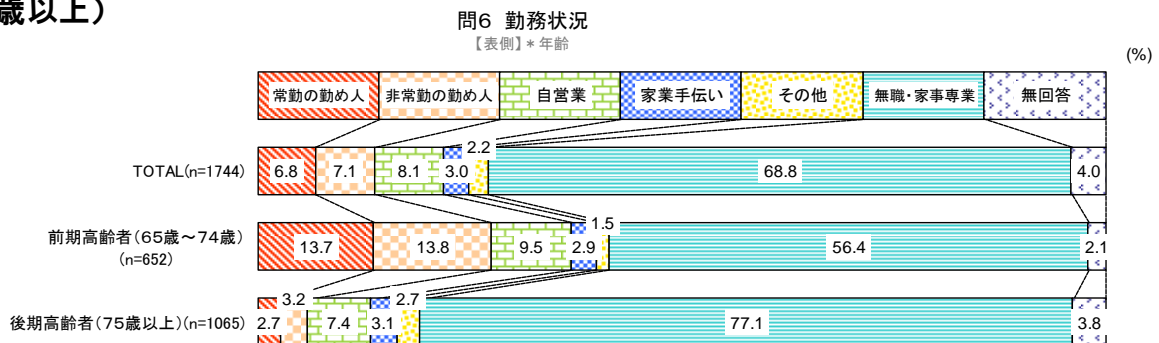 歳以上）
問6 勤務状況
【表側】*年齢
(%)
常勤の勤め人 非常勤の勤め人 自営業 家業手伝い その他 無職・家事専業 無回答
TOTAL(n=1744) 6.8 7.1 8.1 3.0 2.2 68.8 4.0
前期高齢者(65歳～74歳)
(n=652) 13.7 13.8 9.5 2.9 1.5 56.4 2.1
後期高齢者(75歳以上)(n=1065) 2.7 3.2 7.4 3.1 2.7 77.1 3.8